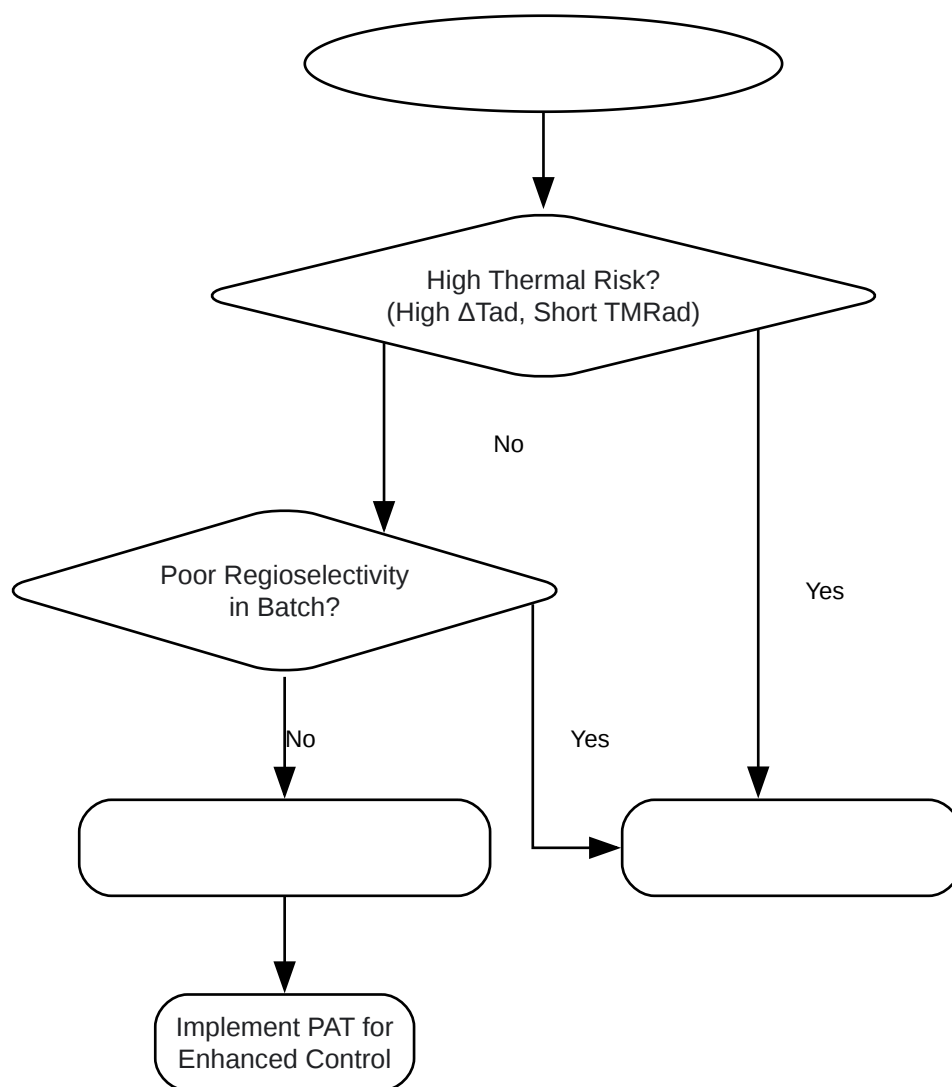 High Thermal Risk?
(High ΔTad, Short TMRad)
No
Poor Regioselectivity
in Batch?
Yes
No
Yes
Implement PAT for
Enhanced Control